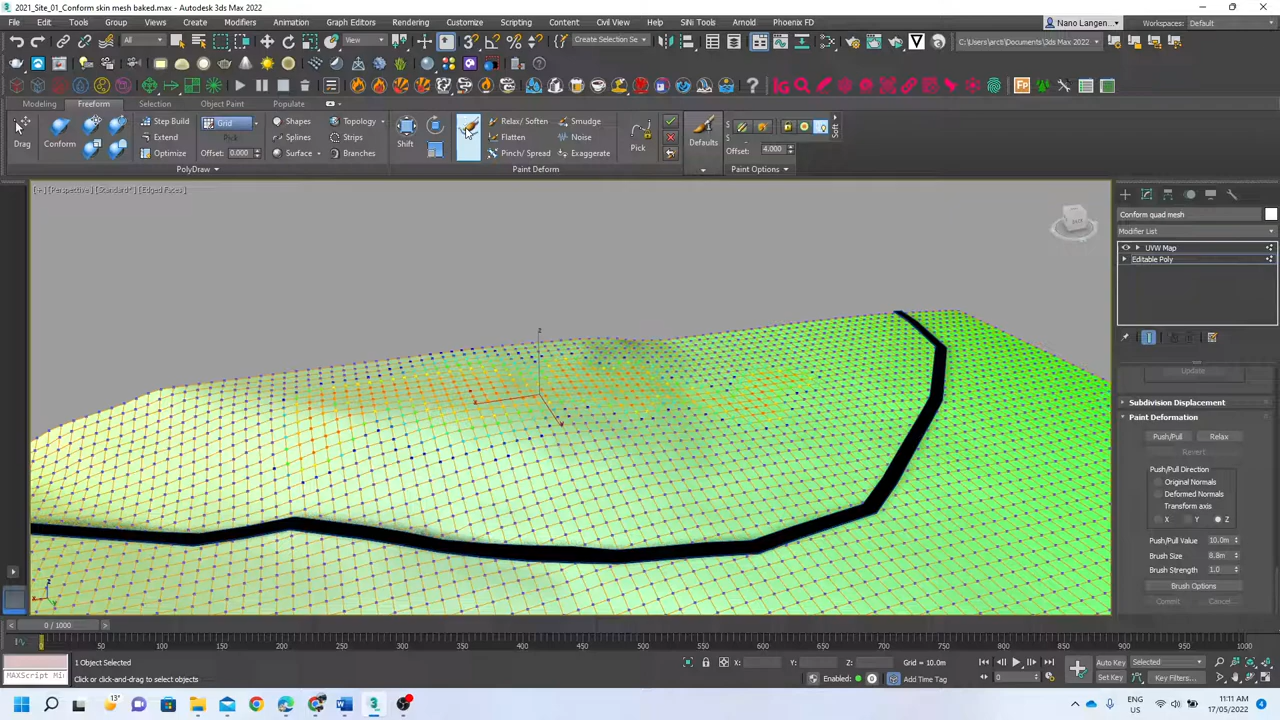 2021_Site_01_Conform skin mesh baked.max - Autodesk 3ds Max 2022
File Edit Tools Group Views Create Modifiers Animation Graph Editors Rendering Customize Scripting Content Civil View Help SiNi Tools Arnold Phoenix FD Nano Langen... Workspaces: Default
All View Create Selection Se C:\Users\arct\Documents\3ds Max 2022
Modeling Freeform Selection Object Paint Populate
Drag Conform Step Build Grid Shapes Topology Shift Relax/ Soften Smudge Pick Defaults
Extend Splines Strips Flatten Noise
Optimize Offset: 0.000 Surface Branches Pinch/ Spread Exaggerate Offset: 4.000
PolyDraw Paint Deform Paint Options
[+] [Perspective] [Standard*] [Edged Faces]
Conform quad mesh
Modifier List
UVW Map
Editable Poly
Update
Subdivision Displacement
Paint Deformation
Push/Pull Relax
Revert
Push/Pull Direction
Original Normals
Deformed Normals
Transform axis
X Y Z
Push/Pull Value 10.0m
Brush Size 8.8m
Brush Strength 1.0
Brush Options
Commit Cancel
0 / 1000
0 50 100 150 200 250 300 350 400 450 500 550 600 650 700 750 800 850 900 950 1000
1 Object Selected X: Y: Z: Grid = 10.0m Auto Key Selected
MAXScript Mi Click or click-and-drag to select objects Enabled: Add Time Tag 0 Set Key Key Filters...
13° ENG US 11:11 AM 17/05/2022